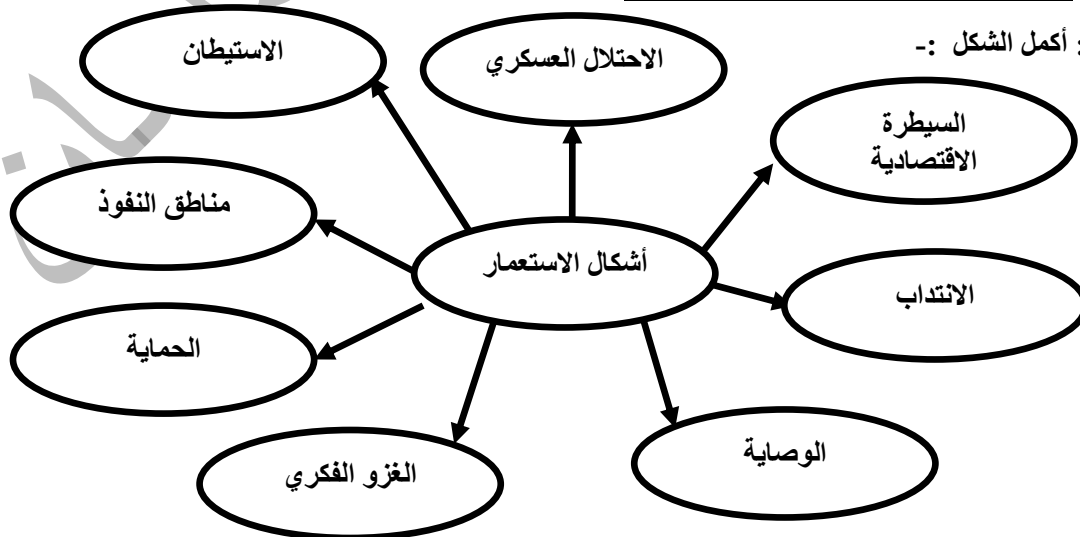 : أكمل الشكل :-
الاحتلال العسكري
الاستيطان
السيطرة
الاقتصادية
مناطق النفوذ
أشكال الاستعمار
الانتداب
الحماية
الوصاية
الغزو الفكري